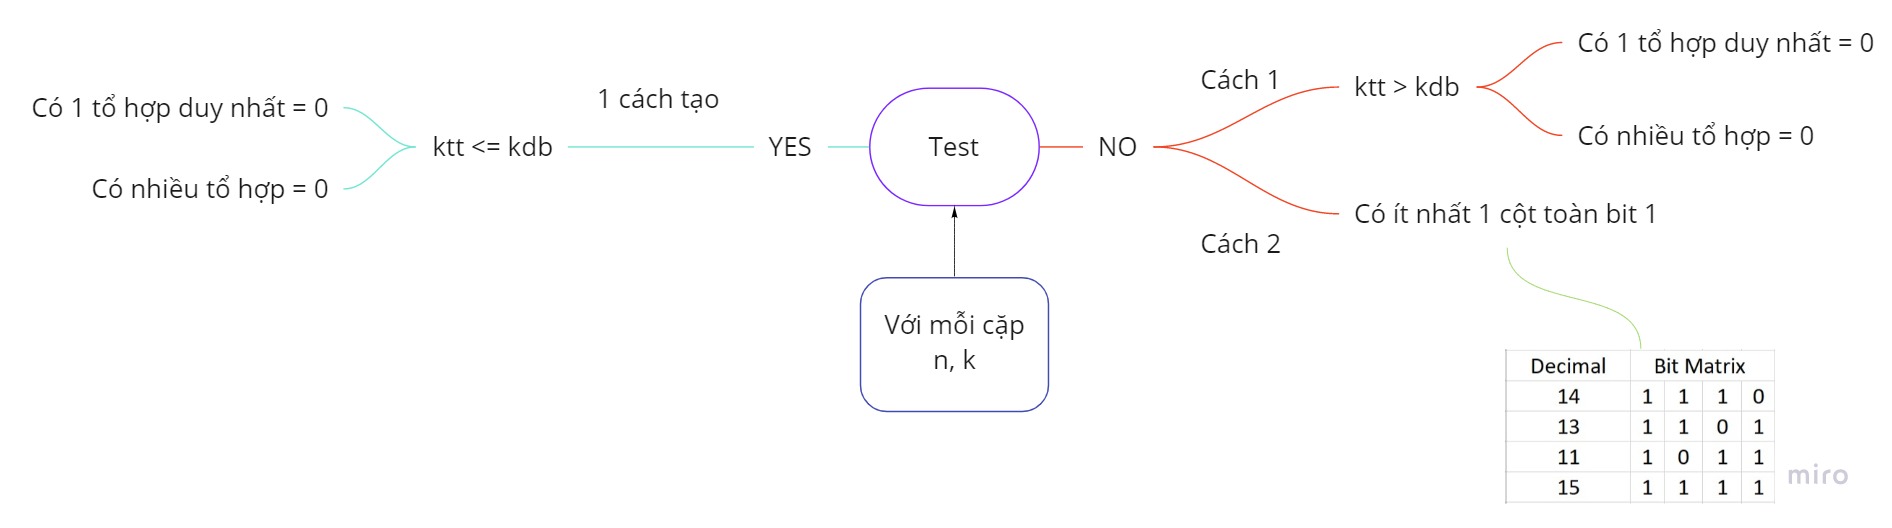 Có 1 tổ hợp duy nhất = 0
Có nhiều tổ hợp = 0
ktt <= kdb
1 cách tạo
YES
Test
NO
Cách 1
ktt > kdb
Có 1 tổ hợp duy nhất = 0
Có nhiều tổ hợp = 0
Cách 2
Có ít nhất 1 cột toàn bit 1
Với mỗi cặp
n, k
Decimal Bit Matrix
14 1 1 1 0
13 1 1 0 1
11 1 0 1 1
15 1 1 1 1
miro